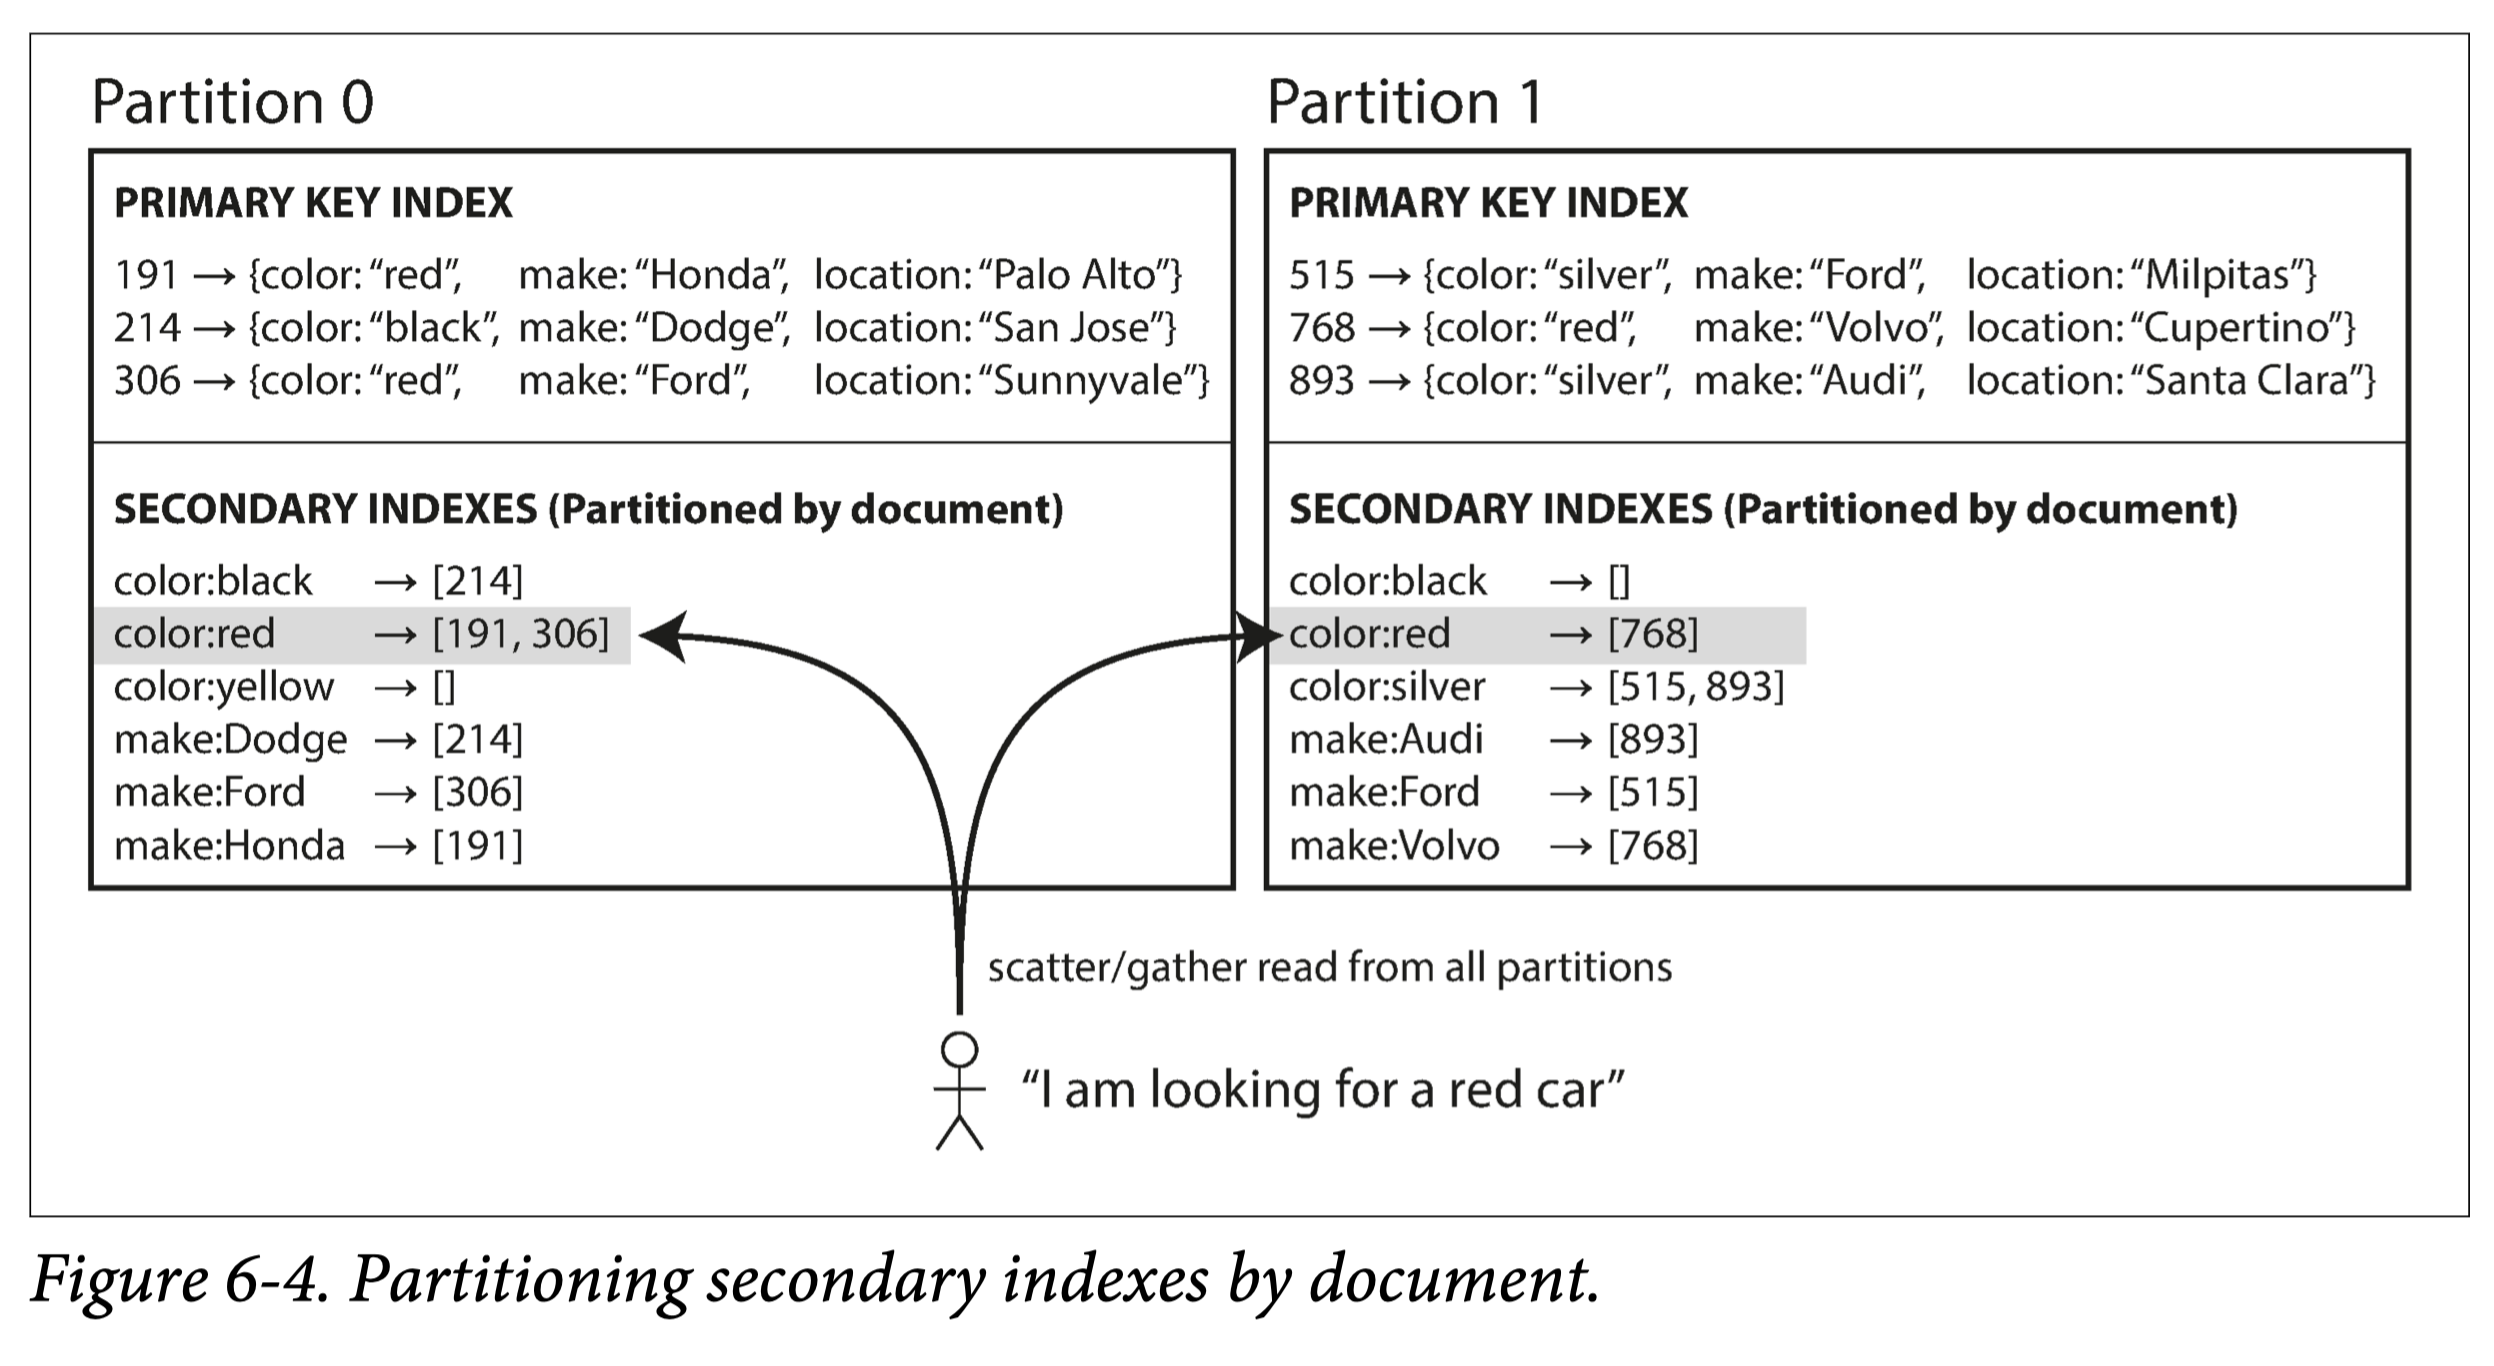 Partition 0
PRIMARY KEY INDEX
191 → {color: “red”, make: “Honda”, location: “Palo Alto”}
214 → {color: “black”, make: “Dodge”, location: “San Jose”}
306 → {color: “red”, make: “Ford”, location: “Sunnyvale”}
SECONDARY INDEXES (Partitioned by document)
color:black → [214]
color:red → [191, 306]
color:yellow → []
make:Dodge → [214]
make:Ford → [306]
make:Honda → [191]
Partition 1
PRIMARY KEY INDEX
515 → {color: “silver”, make: “Ford”, location: “Milpitas”}
768 → {color: “red”, make: “Volvo”, location: “Cupertino”}
893 → {color: “silver”, make: “Audi”, location: “Santa Clara”}
SECONDARY INDEXES (Partitioned by document)
color:black → []
color:red → [768]
color:silver → [515, 893]
make:Audi → [893]
make:Ford → [515]
make:Volvo → [768]
scatter/gather read from all partitions
“I am looking for a red car”
Figure 6-4. Partitioning secondary indexes by document.